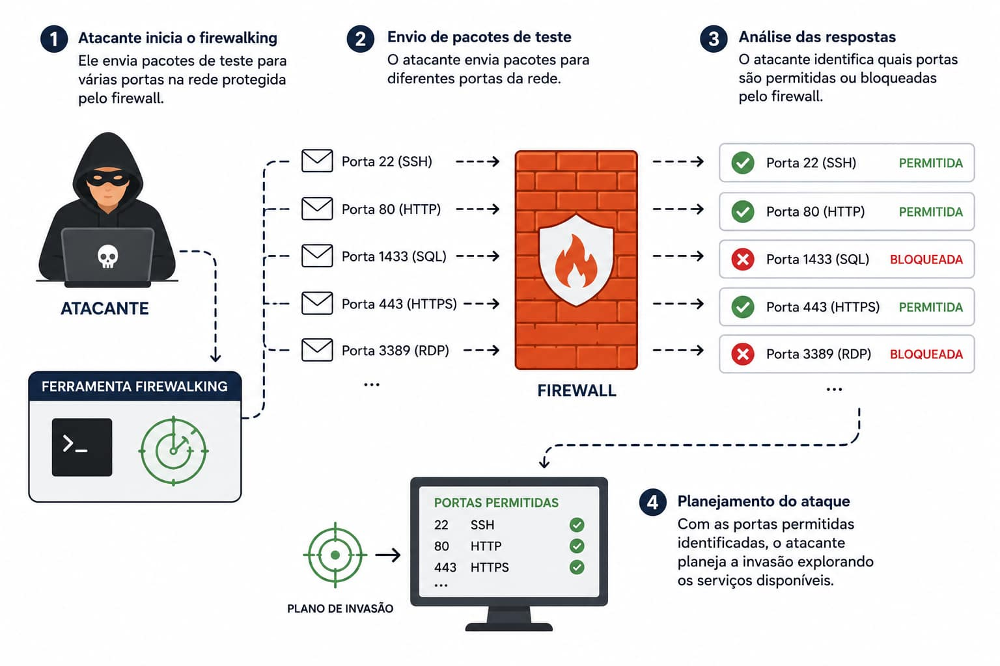 1 Atacante inicia o firewalking
Ele envia pacotes de teste para
várias portas na rede protegida
pelo firewall.
2 Envio de pacotes de teste
O atacante envia pacotes para
diferentes portas da rede.
3 Análise das respostas
O atacante identifica quais portas
são permitidas ou bloqueadas
pelo firewall.
ATACANTE
FERRAMENTA FIREWALKING
>_
Porta 22 (SSH)
Porta 80 (HTTP)
Porta 1433 (SQL)
Porta 443 (HTTPS)
Porta 3389 (RDP)
...
FIREWALL
Porta 22 (SSH) PERMITIDA
Porta 80 (HTTP) PERMITIDA
Porta 1433 (SQL) BLOQUEADA
Porta 443 (HTTPS) PERMITIDA
Porta 3389 (RDP) BLOQUEADA
...
PLANO DE INVASÃO
PORTAS PERMITIDAS
22 SSH
80 HTTP
443 HTTPS
...
4 Planejamento do ataque
Com as portas permitidas
identificadas, o atacante
planeja a invasão explorando
os serviços disponíveis.